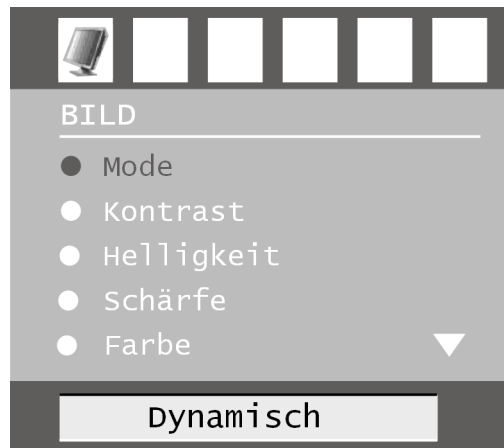 BILD
Mode
Kontrast
Helligkeit
Schärfe
Farbe
Dynamisch